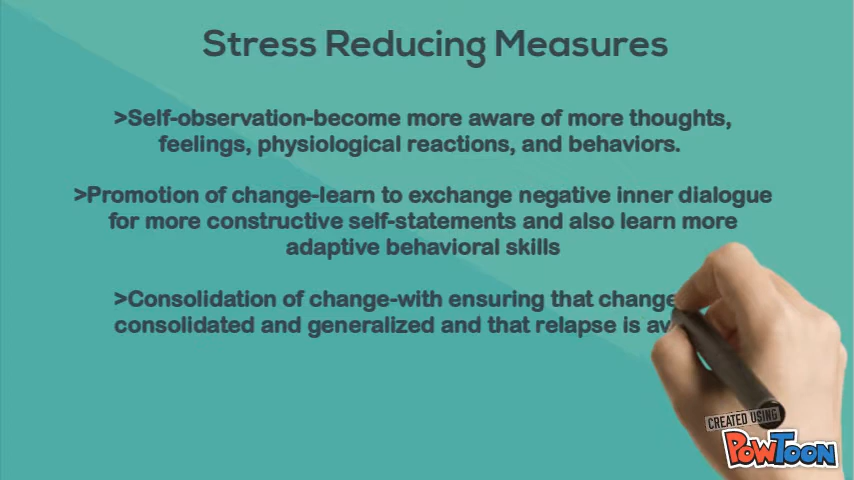 Stress Reducing Measures
>Self-observation-become more aware of more thoughts,
feelings, physiological reactions, and behaviors.
>Promotion of change-learn to exchange negative inner dialogue
for more constructive self-statements and also learn more
adaptive behavioral skills
>Consolidation of change-with ensuring that change
consolidated and generalized and that relapse is
CREATED USING
POWTOON